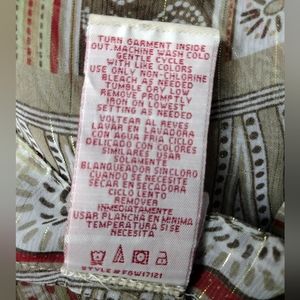 TURN GARMENT INSIDE
OUT. MACHINE WASH COLD
GENTLE CYCLE
WITH LIKE COLORS
USE ONLY NON-CHLORINE
BLEACH AS NEEDED
TUMBLE DRY LOW
REMOVE PROMPTLY
IRON ON LOWEST
SETTING AS NEEDED
VOLTEAR AL REVES
LAVAR EN LAVADORA
CON AGUA FRIA CICLO
DELICADO CON COLORES
SIMILARES USAR
SOLAMENTE
BLANQUEADOR SIN CLORO
CUANDO SE NECESITE
SECAR EN SECADORA
CICLO LENTO
REMOVER
INMEDIATAMENTE
USAR PLANCHA EN MINIMA
TEMPERATURA SI SE
NECESITA
STYLE # FGW17121